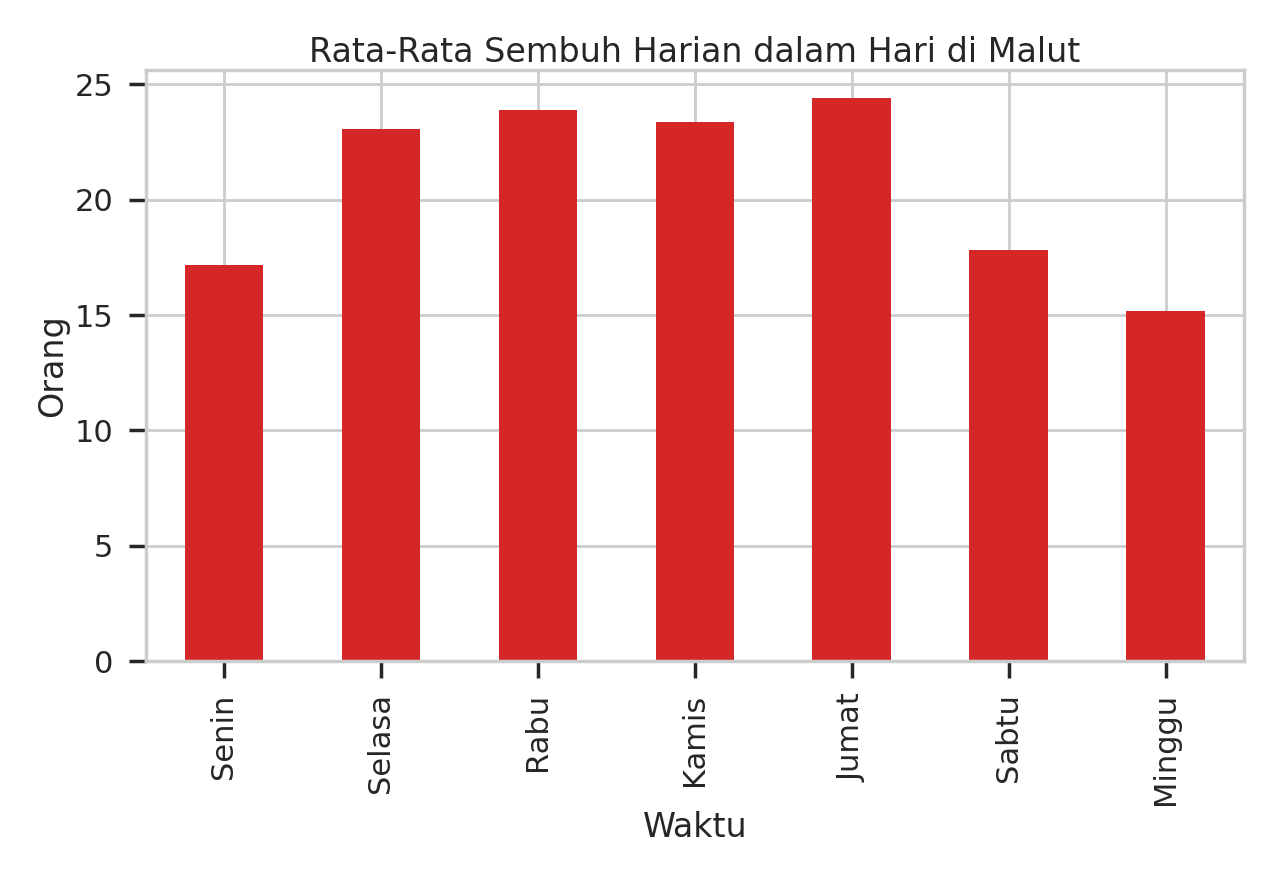 Rata-Rata Sembuh Harian dalam Hari di Malut
25
20
15
10
5
0
Orang
Senin
Selasa
Rabu
Kamis
Jumat
Sabtu
Minggu
Waktu